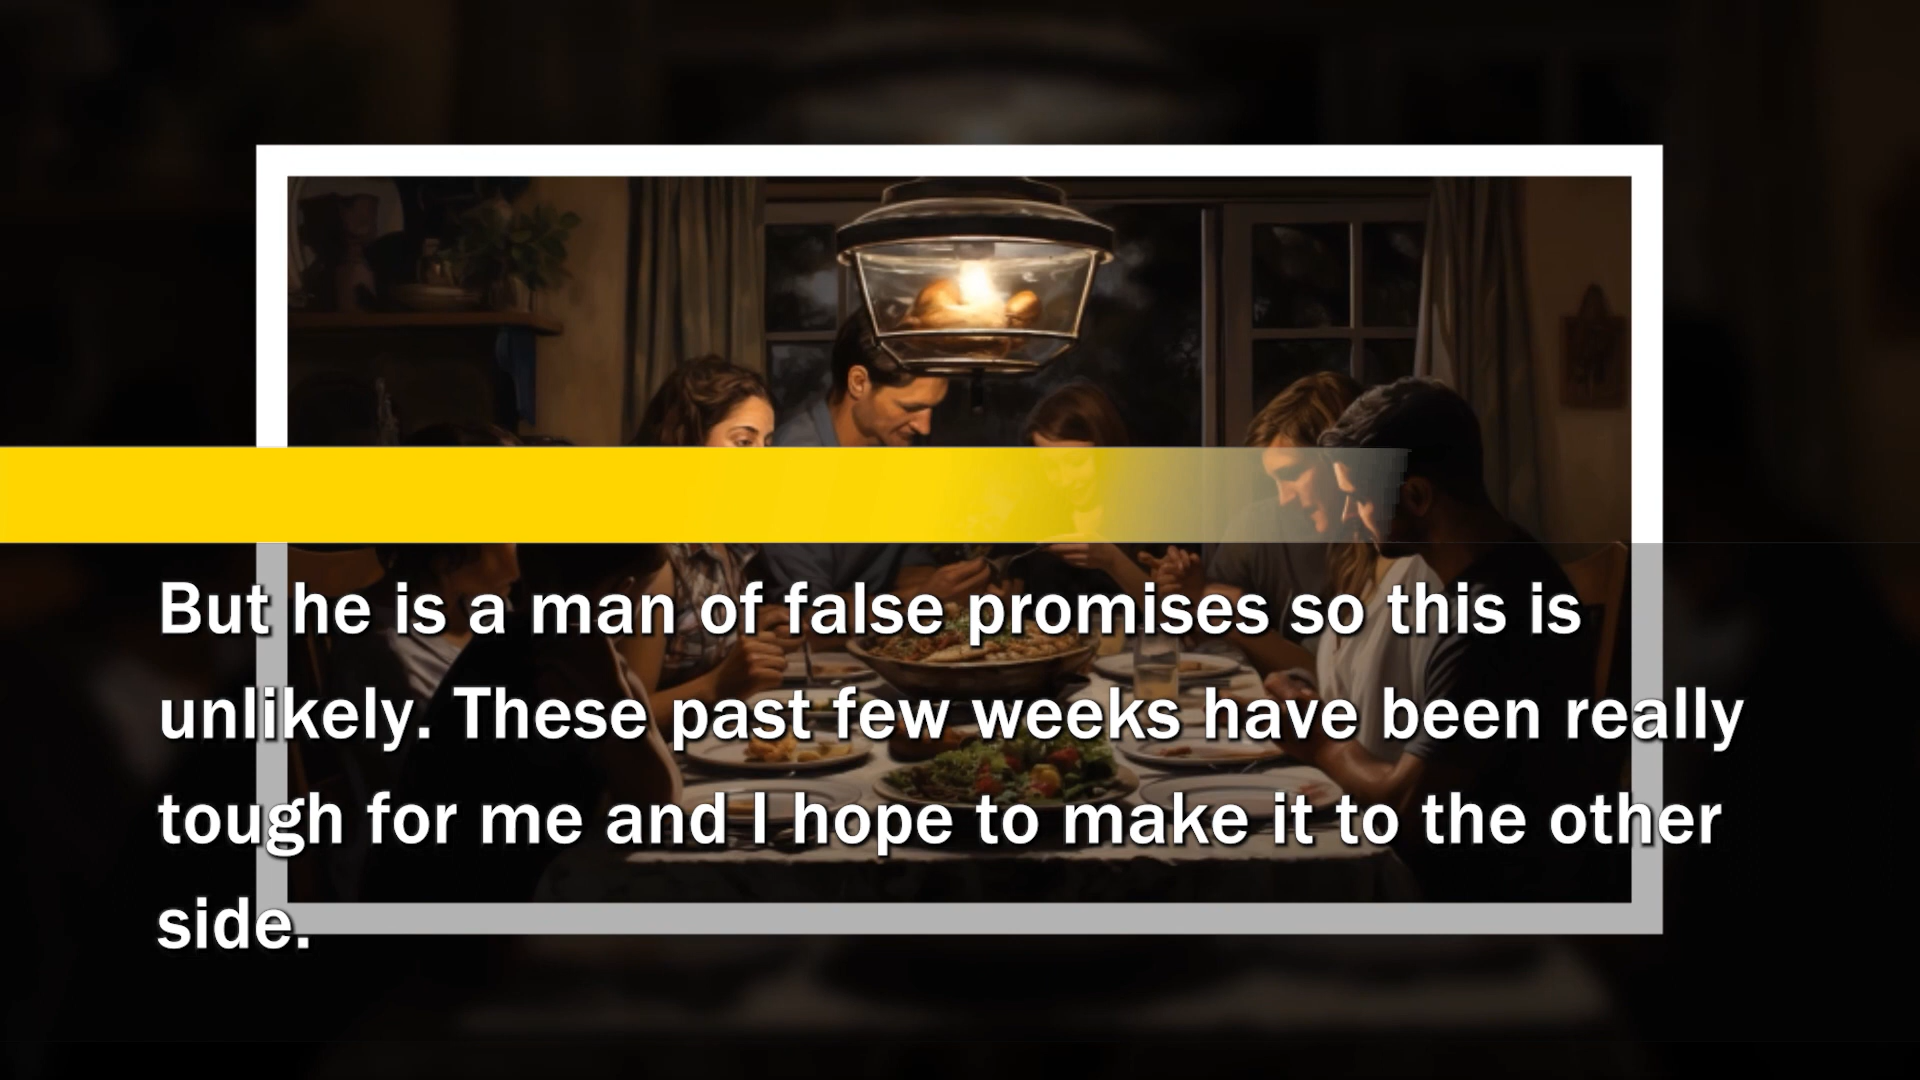 But he is a man of false promises so this is
unlikely. These past few weeks have been really
tough for me and I hope to make it to the other
side.